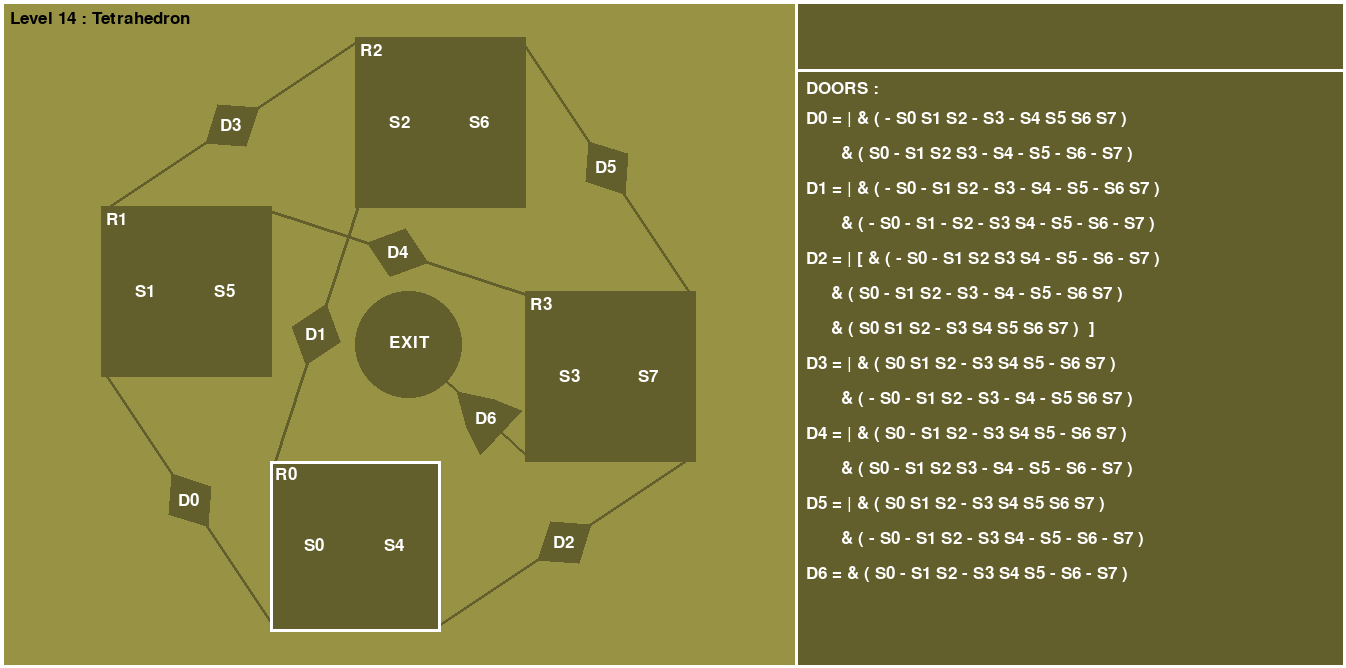 Level 14 : Tetrahedron
R2
S2 S6
D3
D5
R1
S1 S5
D4
R3
D1
EXIT
S3 S7
D6
R0
D0
S0 S4
D2
DOORS :
D0 = | & ( - S0 S1 S2 - S3 - S4 S5 S6 S7 )
& ( S0 - S1 S2 S3 - S4 - S5 - S6 - S7 )
D1 = | & ( - S0 - S1 S2 - S3 - S4 - S5 - S6 S7 )
& ( - S0 - S1 - S2 - S3 S4 - S5 - S6 - S7 )
D2 = | [ & ( - S0 - S1 S2 S3 S4 - S5 - S6 - S7 )
& ( S0 - S1 S2 - S3 - S4 - S5 - S6 S7 )
& ( S0 S1 S2 - S3 S4 S5 S6 S7 ) ]
D3 = | & ( S0 S1 S2 - S3 S4 S5 - S6 S7 )
& ( - S0 - S1 S2 - S3 - S4 - S5 S6 S7 )
D4 = | & ( S0 - S1 S2 - S3 S4 S5 - S6 S7 )
& ( S0 - S1 S2 S3 - S4 - S5 - S6 - S7 )
D5 = | & ( S0 S1 S2 - S3 S4 S5 S6 S7 )
& ( - S0 - S1 S2 - S3 S4 - S5 - S6 - S7 )
D6 = & ( S0 - S1 S2 - S3 S4 S5 - S6 - S7 )